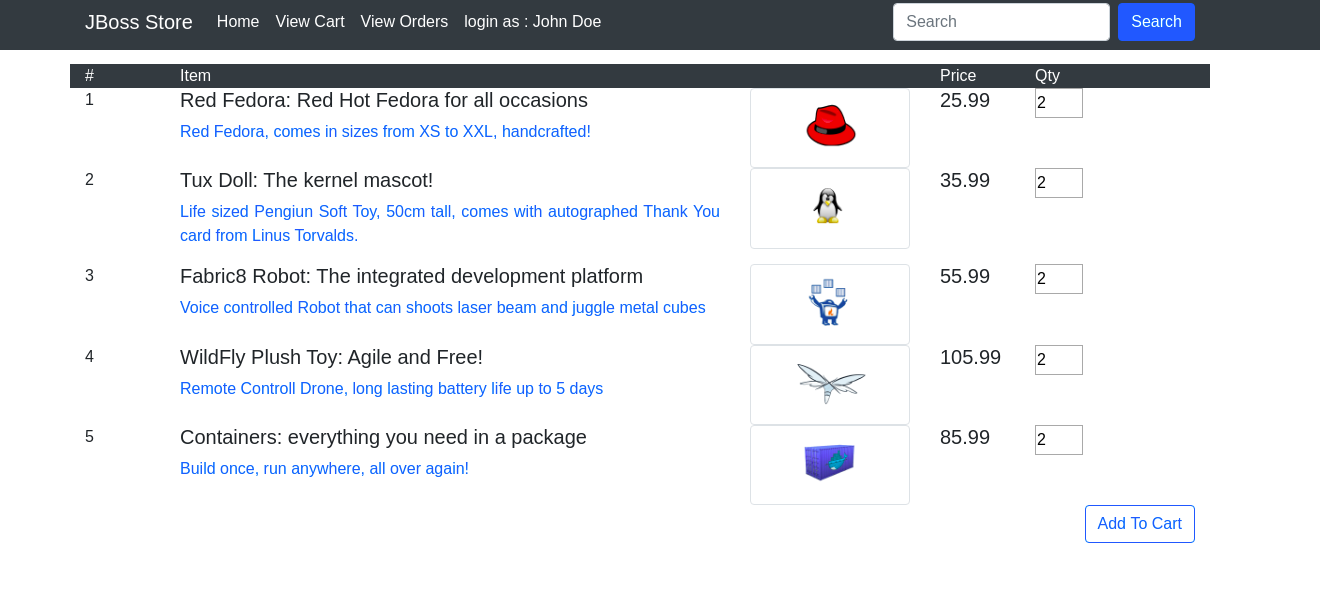 JBoss Store Home View Cart View Orders login as : John Doe Search Search
# Item Price Qty
1 Red Fedora: Red Hot Fedora for all occasions 25.99 2
Red Fedora, comes in sizes from XS to XXL, handcrafted!
2 Tux Doll: The kernel mascot! 35.99 2
Life sized Pengiun Soft Toy, 50cm tall, comes with autographed Thank You
card from Linus Torvalds.
3 Fabric8 Robot: The integrated development platform 55.99 2
Voice controlled Robot that can shoots laser beam and juggle metal cubes
4 WildFly Plush Toy: Agile and Free! 105.99 2
Remote Controll Drone, long lasting battery life up to 5 days
5 Containers: everything you need in a package 85.99 2
Build once, run anywhere, all over again!
Add To Cart